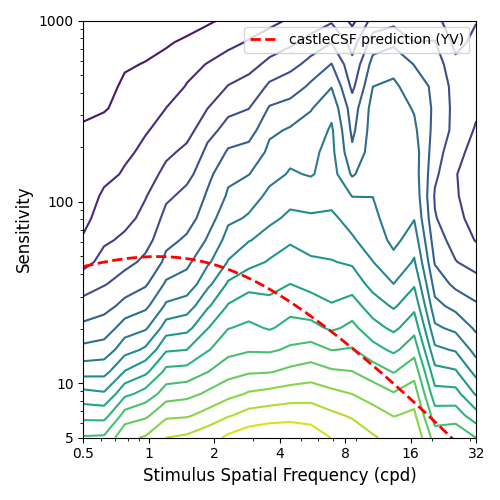 1000
castleCSF prediction (YV)
100
10
5
Sensitivity
0.5 1 2 4 8 16 32
Stimulus Spatial Frequency (cpd)